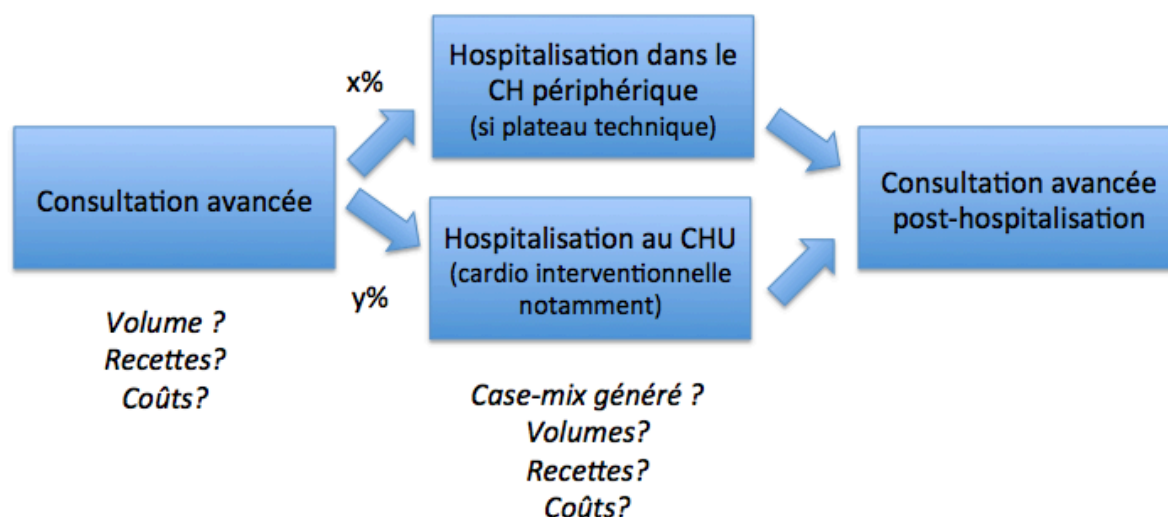 Consultation avancée
Volume ?
Recettes?
Coûts?
x%
y%
Hospitalisation dans le
CH périphérique
(si plateau technique)
Hospitalisation au CHU
(cardio interventionnelle
notamment)
Case-mix généré ?
Volumes?
Recettes?
Coûts?
Consultation avancée
post-hospitalisation